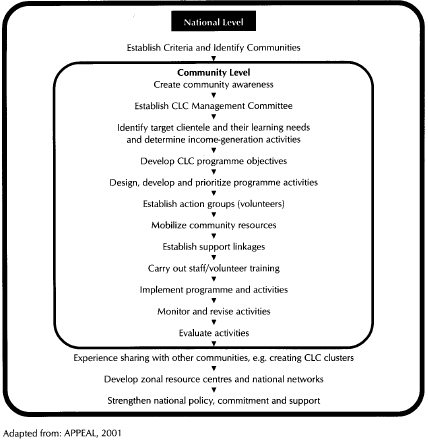 National Level
Establish Criteria and Identify Communities
Community Level
Create community awareness
Establish CLC Management Committee
Identify target clientele and their learning needs
and determine income-generation activities
Develop CLC programme objectives
Design, develop and prioritize programme activities
Establish action groups (volunteers)
Mobilize community resources
Establish support linkages
Carry out staff/volunteer training
Implement programme and activities
Monitor and revise activities
Evaluate activities
Experience sharing with other communities, e.g. creating CLC clusters
Develop zonal resource centres and national networks
Strengthen national policy, commitment and support
Adapted from: APPEAL, 2001